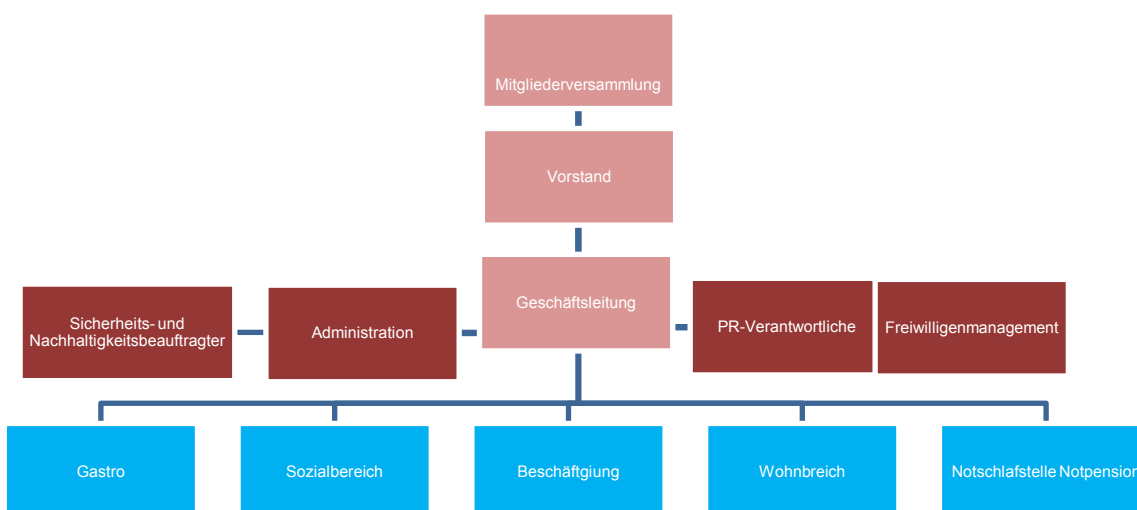 Mitgliederversammlung
Vorstand
Geschäftsleitung
Sicherheits- und
Nachhaltigkeitsbeauftragter
Administration
PR-Verantwortliche
Freiwilligenmanagement
Gastro
Sozialbereich
Beschäftgiung
Wohnbreich
Notschlafstelle Notpension